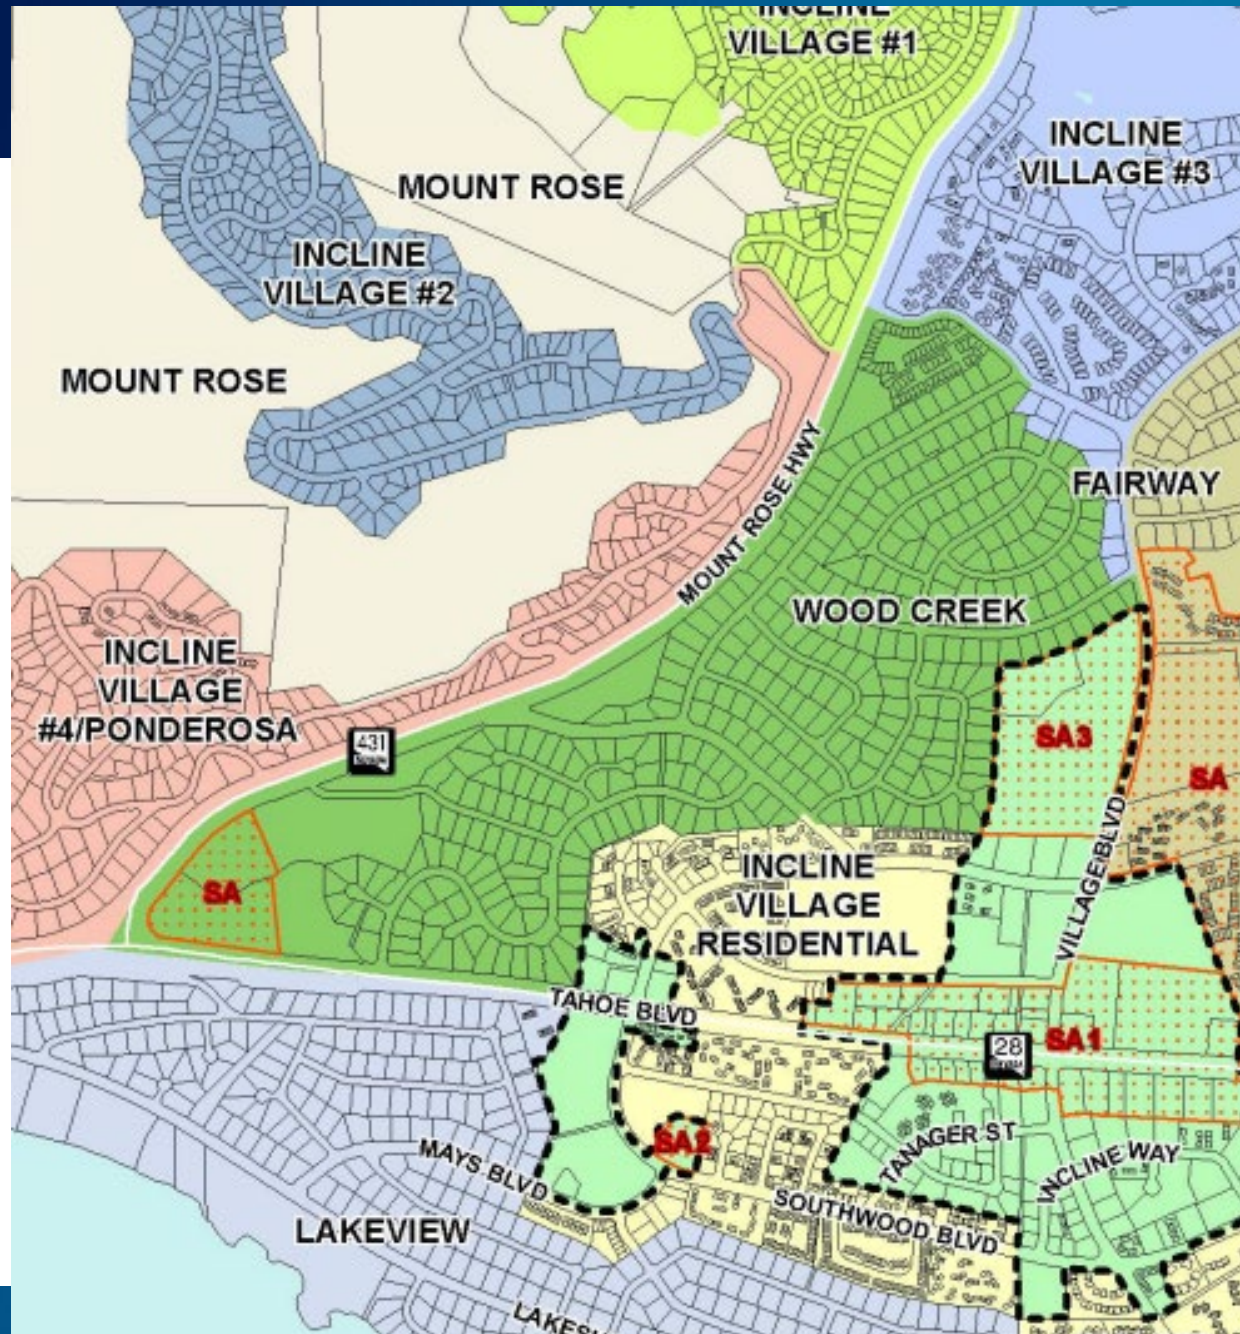 INCLINE
VILLAGE #1
INCLINE
VILLAGE #3
MOUNT ROSE
INCLINE
VILLAGE #2
MOUNT ROSE
MOUNT ROSE HWY
FAIRWAY
WOOD CREEK
INCLINE
VILLAGE
#4/PONDEROSA
431
SA3
SA
VILLAGE BLVD
SA
INCLINE
VILLAGE
RESIDENTIAL
TAHOE BLVD
28
SA1
SA2
TANAGER ST
INCLINE WAY
MAYS BLVD
SOUTHWOOD BLVD
LAKEVIEW